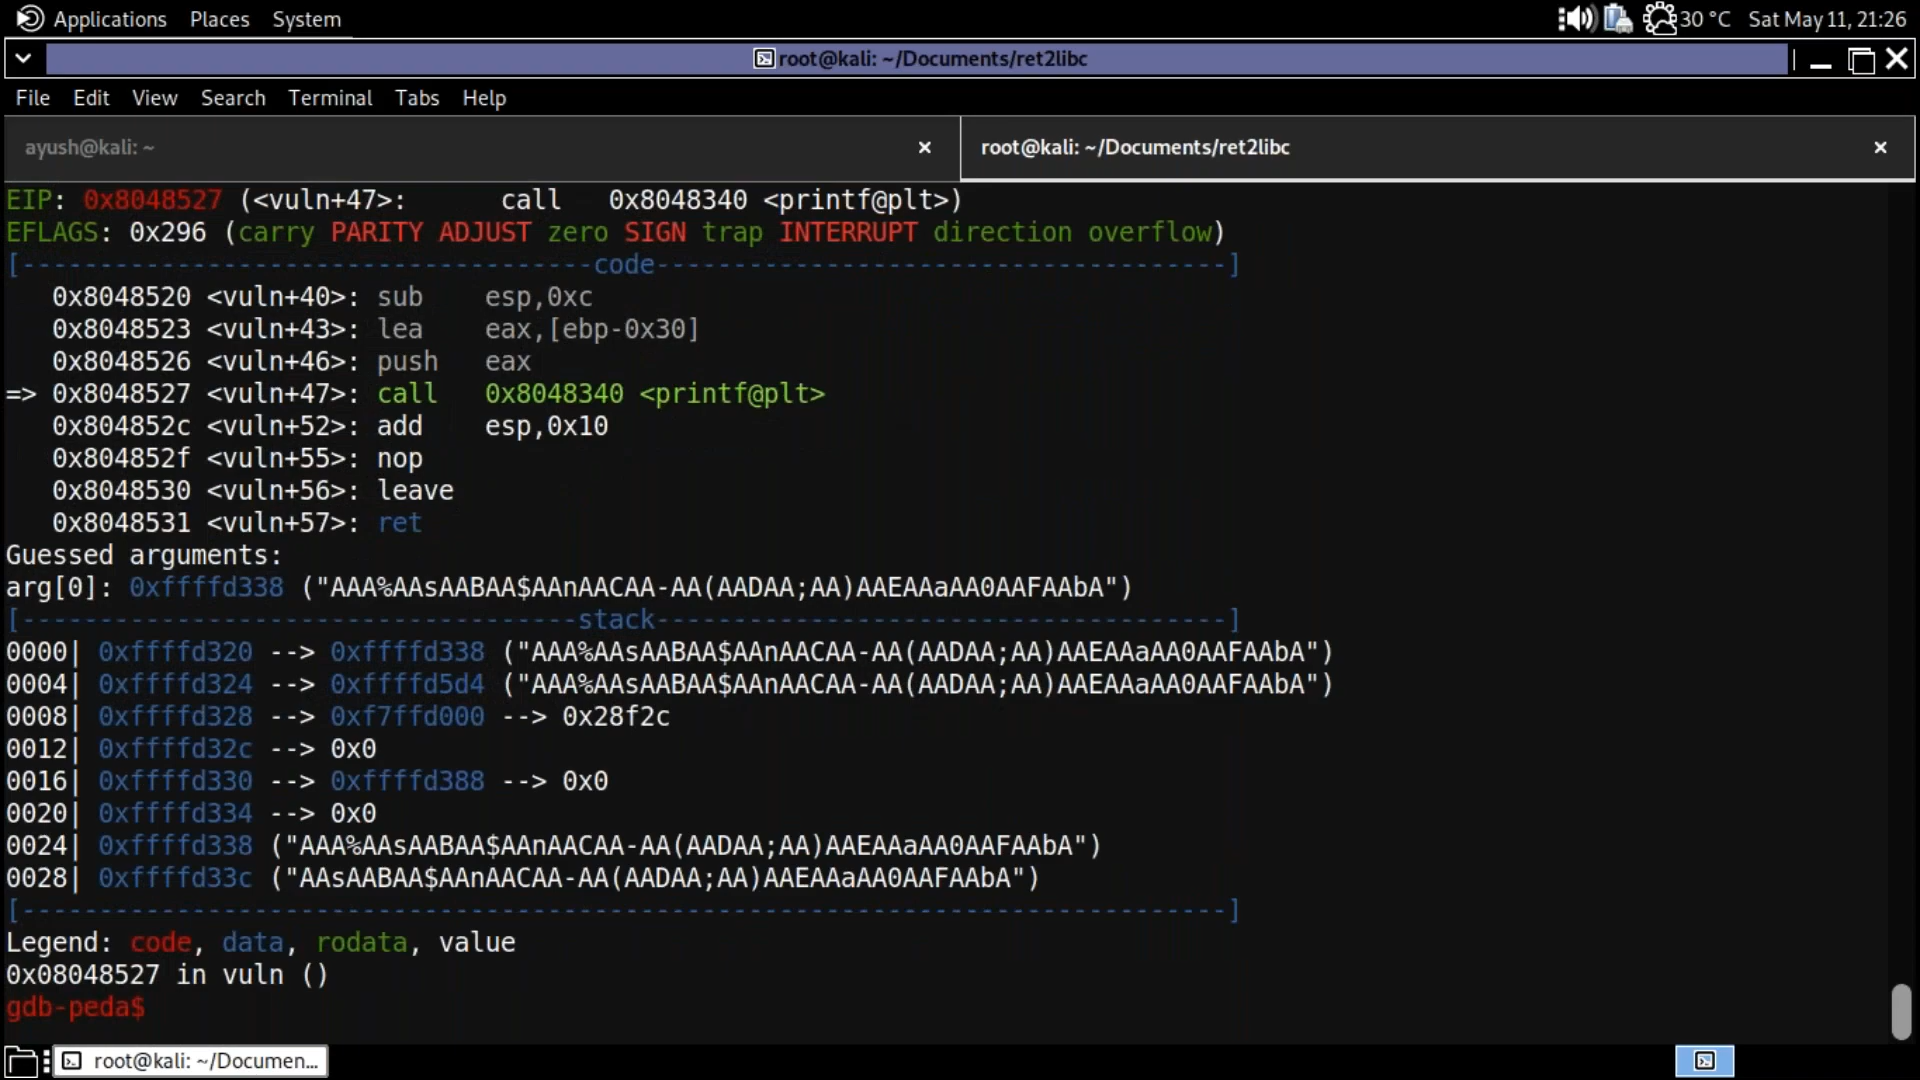 Applications Places System 30 °C Sat May 11, 21:26
root@kali: ~/Documents/ret2libc
File Edit View Search Terminal Tabs Help
ayush@kali: ~ × root@kali: ~/Documents/ret2libc ×
EIP: 0x8048527 (<vuln+47>: call 0x8048340 <printf@plt>)
EFLAGS: 0x296 (carry PARITY ADJUST zero SIGN trap INTERRUPT direction overflow)
[-------------------------------------code-------------------------------------]
0x8048520 <vuln+40>: sub esp,0xc
0x8048523 <vuln+43>: lea eax,[ebp-0x30]
0x8048526 <vuln+46>: push eax
=> 0x8048527 <vuln+47>: call 0x8048340 <printf@plt>
0x804852c <vuln+52>: add esp,0x10
0x804852f <vuln+55>: nop
0x8048530 <vuln+56>: leave
0x8048531 <vuln+57>: ret
Guessed arguments:
arg[0]: 0xffffd338 ("AAA%AAsAABAA$AAnAACAA-AA(AADAA;AA)AAEAAaAA0AAFAAbA")
[------------------------------------stack-------------------------------------]
0000| 0xffffd320 --> 0xffffd338 ("AAA%AAsAABAA$AAnAACAA-AA(AADAA;AA)AAEAAaAA0AAFAAbA")
0004| 0xffffd324 --> 0xffffd5d4 ("AAA%AAsAABAA$AAnAACAA-AA(AADAA;AA)AAEAAaAA0AAFAAbA")
0008| 0xffffd328 --> 0xf7ffd000 --> 0x28f2c
0012| 0xffffd32c --> 0x0
0016| 0xffffd330 --> 0xffffd388 --> 0x0
0020| 0xffffd334 --> 0x0
0024| 0xffffd338 ("AAA%AAsAABAA$AAnAACAA-AA(AADAA;AA)AAEAAaAA0AAFAAbA")
0028| 0xffffd33c ("AAsAABAA$AAnAACAA-AA(AADAA;AA)AAEAAaAA0AAFAAbA")
[------------------------------------------------------------------------------]
Legend: code, data, rodata, value
0x08048527 in vuln ()
gdb-peda$
root@kali: ~/Documen...